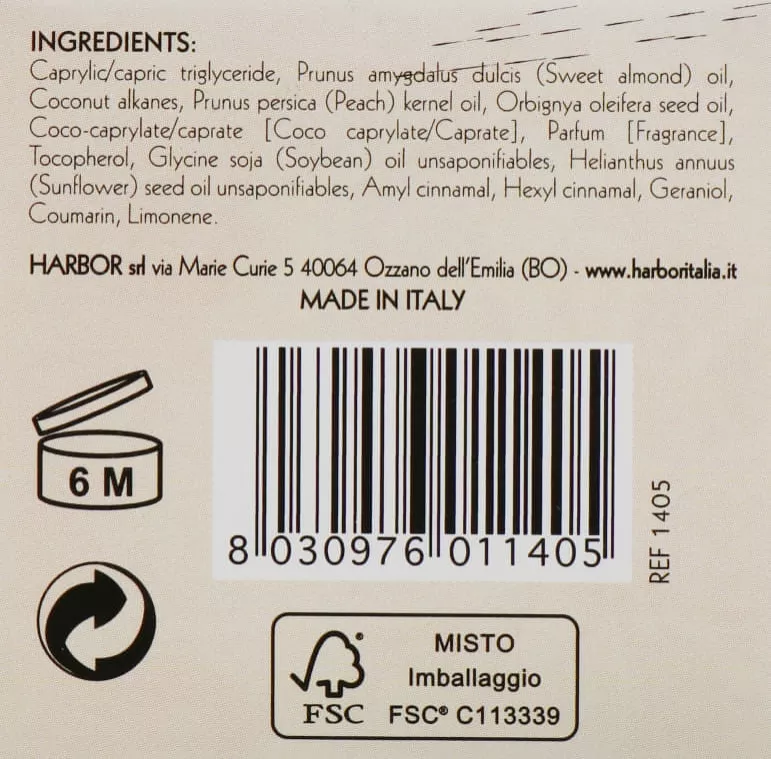 INGREDIENTS:
Caprylic/capric triglyceride, Prunus amygdalus dulcis (Sweet almond) oil,
Coconut alkanes, Prunus persica (Peach) kernel oil, Orbignya oleifera seed oil,
Coco-caprylate/caprate [Coco caprylate/Caprate], Parfum [Fragrance],
Tocopherol, Glycine soja (Soybean) oil unsaponifiables, Helianthus annuus
(Sunflower) seed oil unsaponifiables, Amyl cinnamal, Hexyl cinnamal, Geraniol,
Coumarin, Limonene.
HARBOR srl via Marie Curie 5 40064 Ozzano dell'Emilia (BO) - www.harboritalia.it
MADE IN ITALY
6 M
8 030976 011405
REF 1405
MISTO
Imballaggio
FSC FSC® C113339